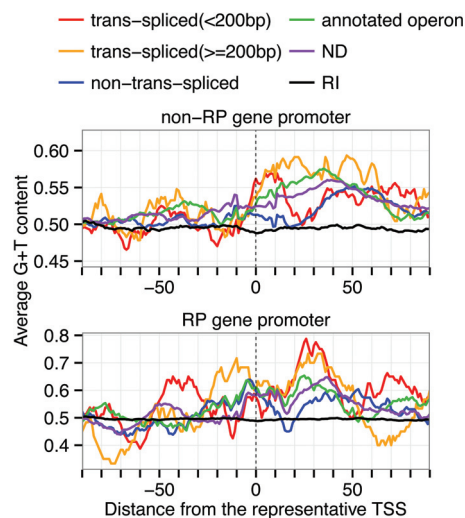 trans-spliced(<200bp)
trans-spliced(>=200bp)
non-trans-spliced
annotated operon
ND
RI
non-RP gene promoter
0.60
0.55
0.50
0.45
−50 0 50
Average G+T content
RP gene promoter
0.8
0.7
0.6
0.5
0.4
−50 0 50
Distance from the representative TSS